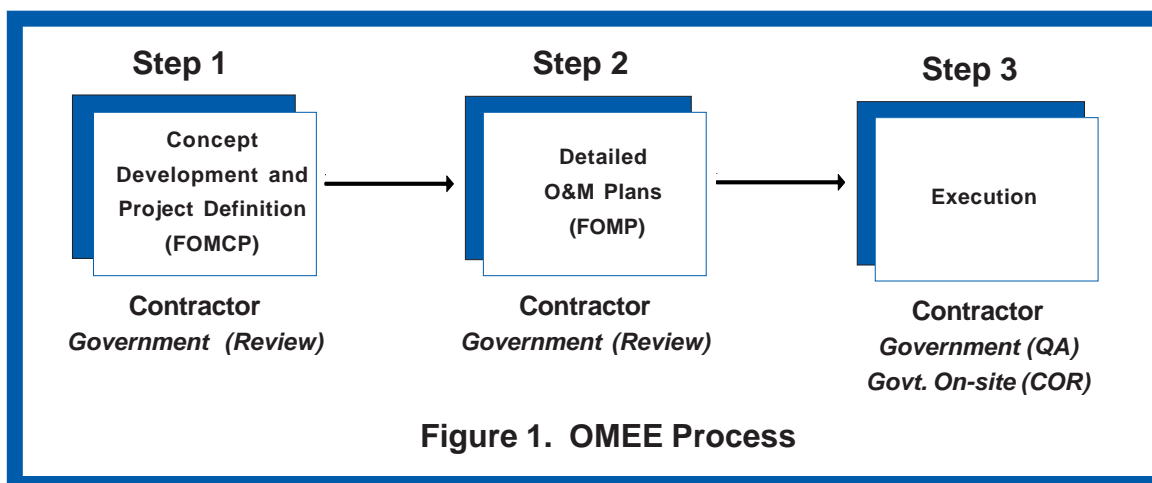 Step 1
Concept
Development and
Project Definition
(FOMCP)
Contractor
Government (Review)
Step 2
Detailed
O&M Plans
(FOMP)
Contractor
Government (Review)
Step 3
Execution
Contractor
Government (QA)
Govt. On-site (COR)
Figure 1. OMEE Process